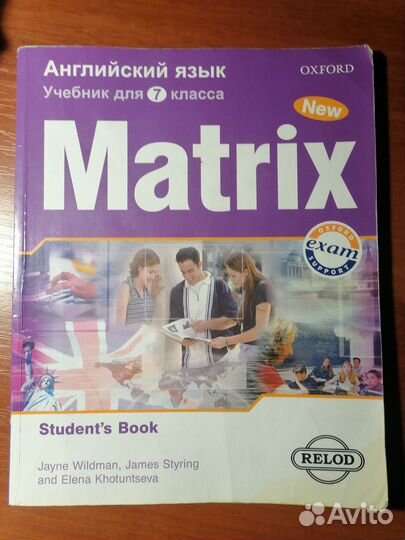 Английский язык
OXFORD
Учебник для 7 класса
New
Matrix
OXFORD
exam
SUPPORT
Student's Book
Jayne Wildman, James Styring
and Elena Khotuntseva
RELOD
Avito